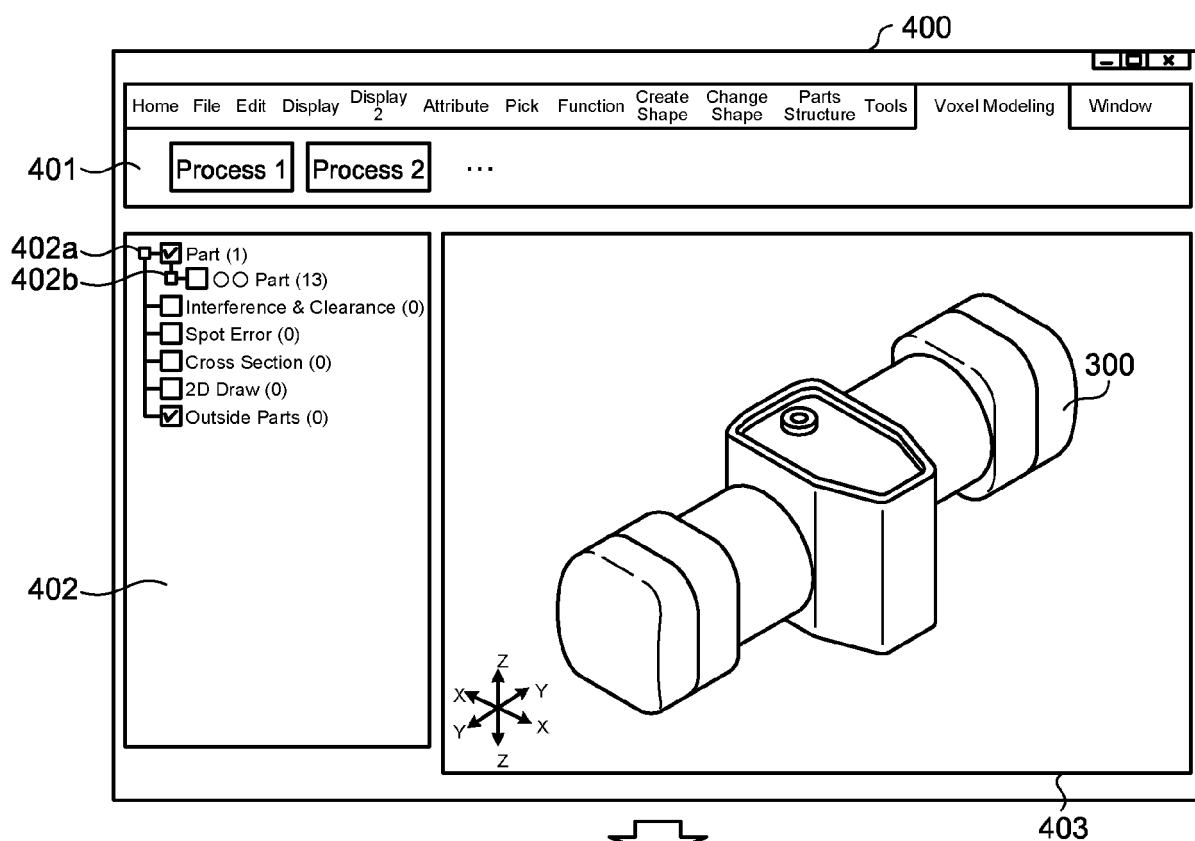 400
Home File Edit Display Display 2 Attribute Pick Function Create Shape Change Shape Parts Structure Tools Voxel Modeling Window
401
Process 1 Process 2 ...
402a
Part (1)
402b
○○ Part (13)
Interference & Clearance (0)
Spot Error (0)
Cross Section (0)
2D Draw (0)
Outside Parts (0)
300
402
Z
X Y
Y X
Z
403